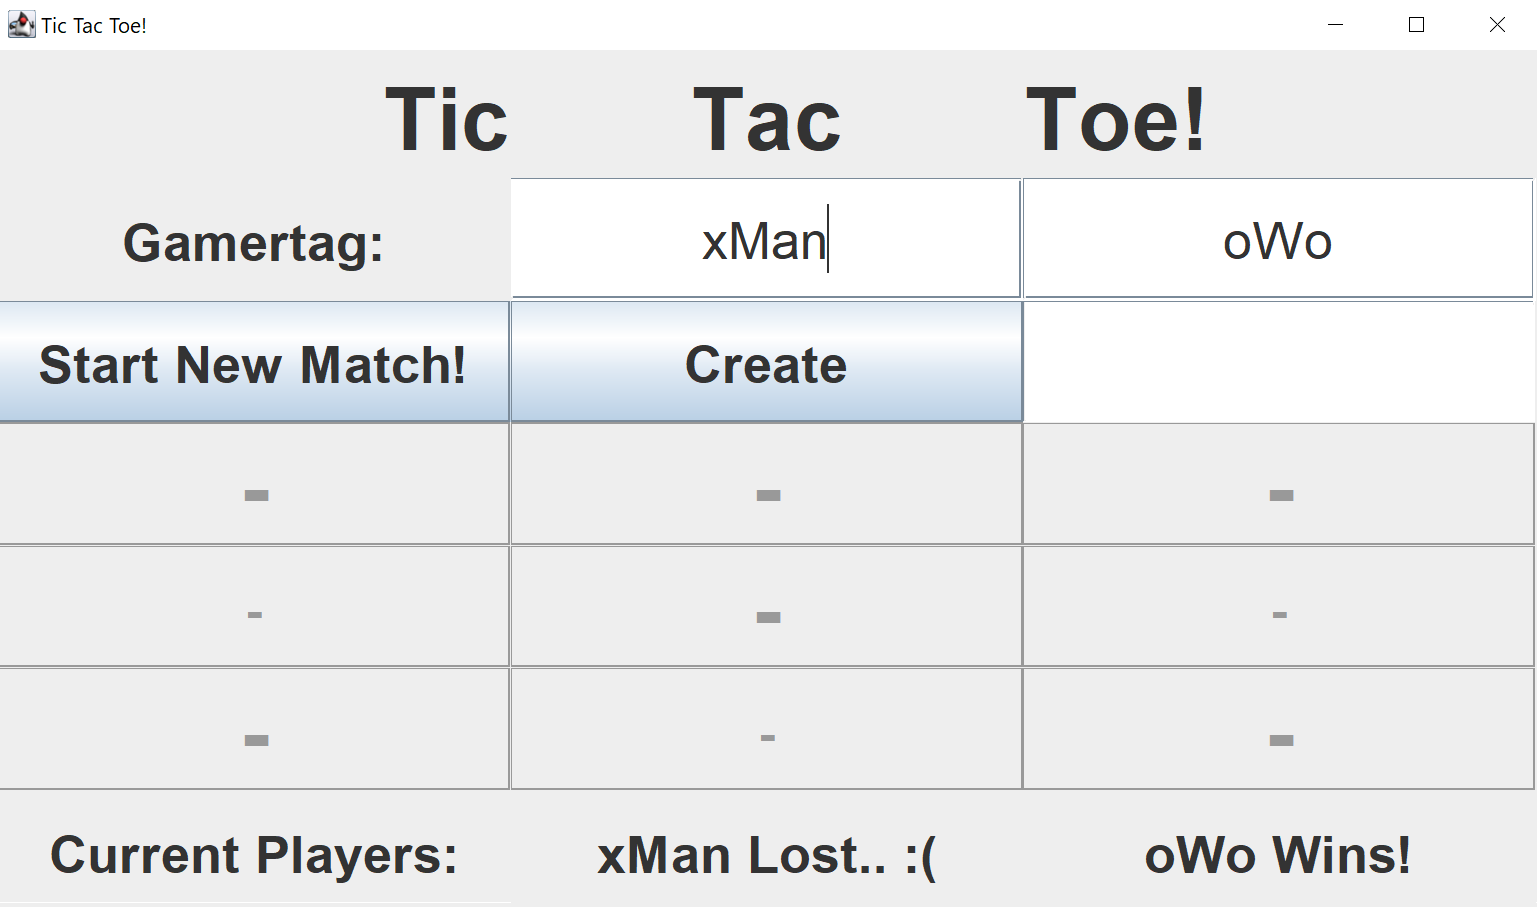 Tic Tac Toe!
Tic Tac Toe!
Gamertag: xMan oWo
Start New Match! Create
- - -
- - -
- - -
Current Players: xMan Lost.. :( oWo Wins!